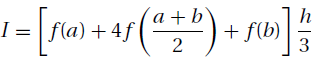 I = [ f(a) + 4f ( (a + b) / 2 ) + f(b) ] h / 3